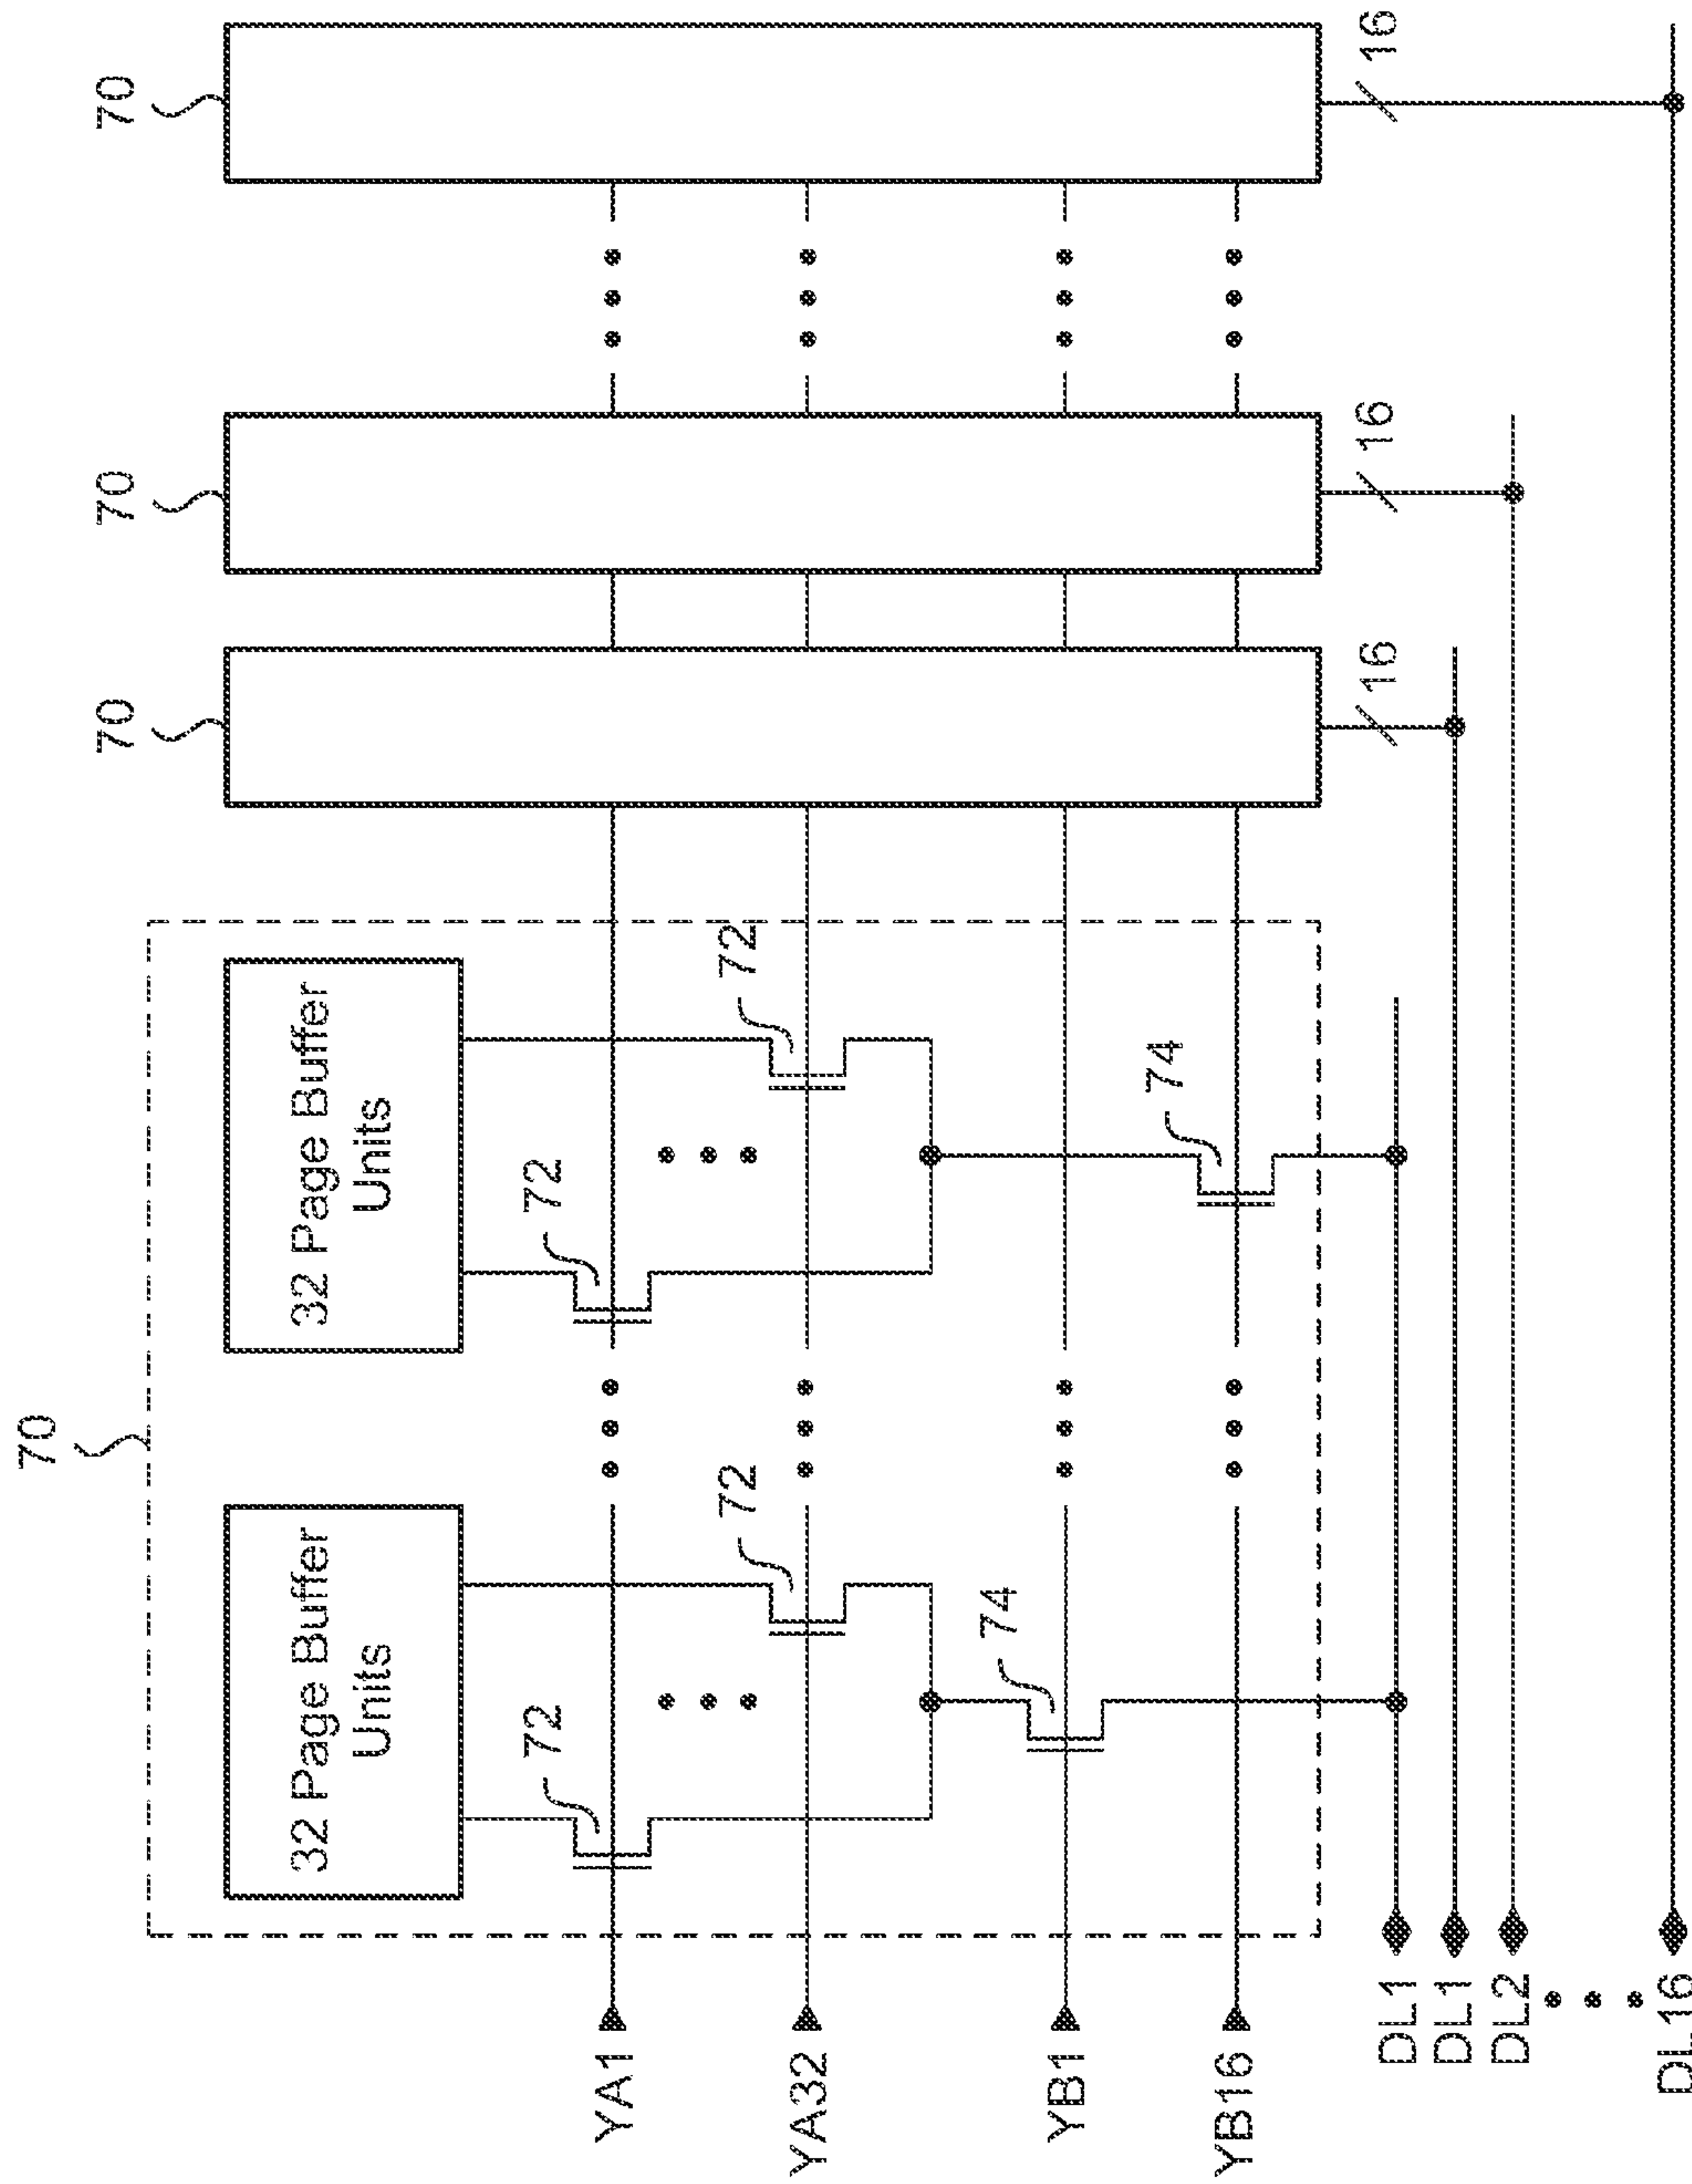 70
70
70
70
32 Page Buffer
Units
32 Page Buffer
Units
72
72
72
72
74
74
YA1
YA32
YB1
YB16
16
16
16
DL1
DL1
DL2
DL16